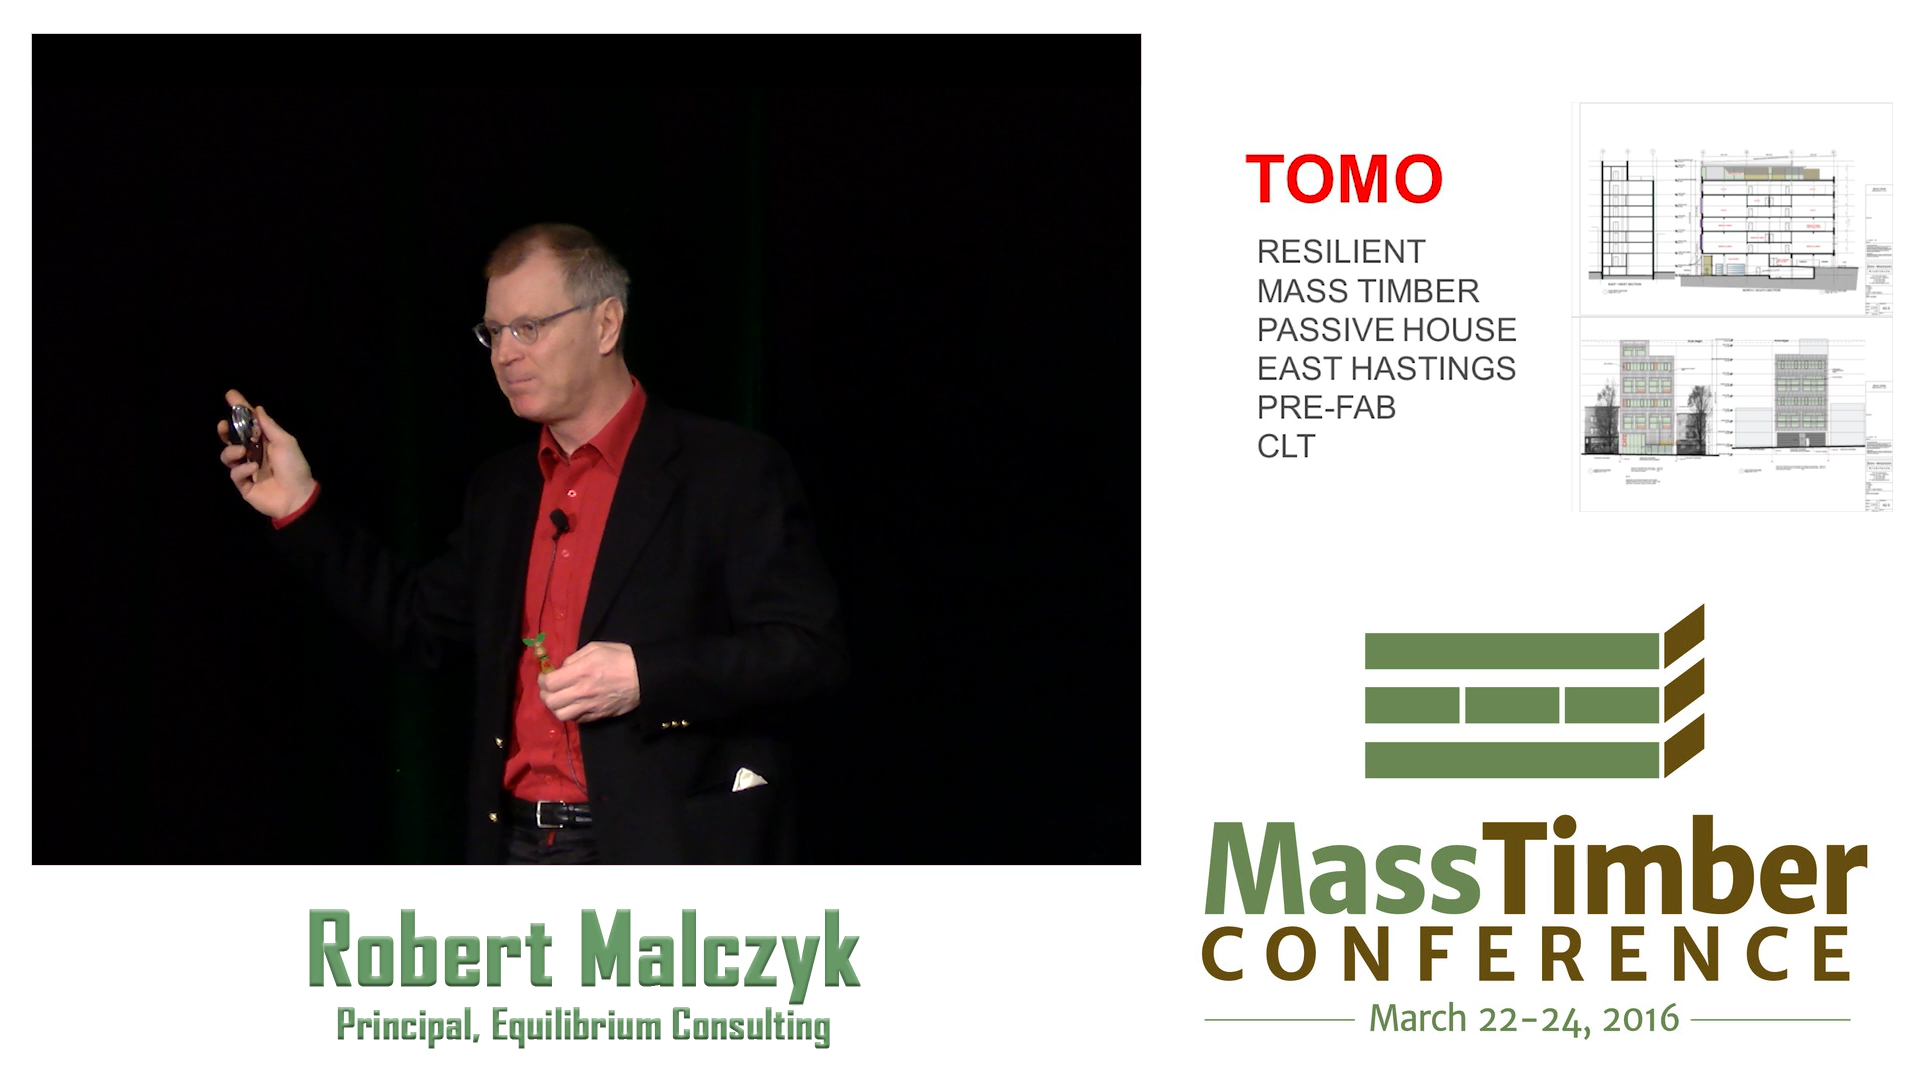 TOMO
RESILIENT
MASS TIMBER
PASSIVE HOUSE
EAST HASTINGS
PRE-FAB
CLT
MassTimber
CONFERENCE
March 22-24, 2016
Robert Malczyk
Principal, Equilibrium Consulting